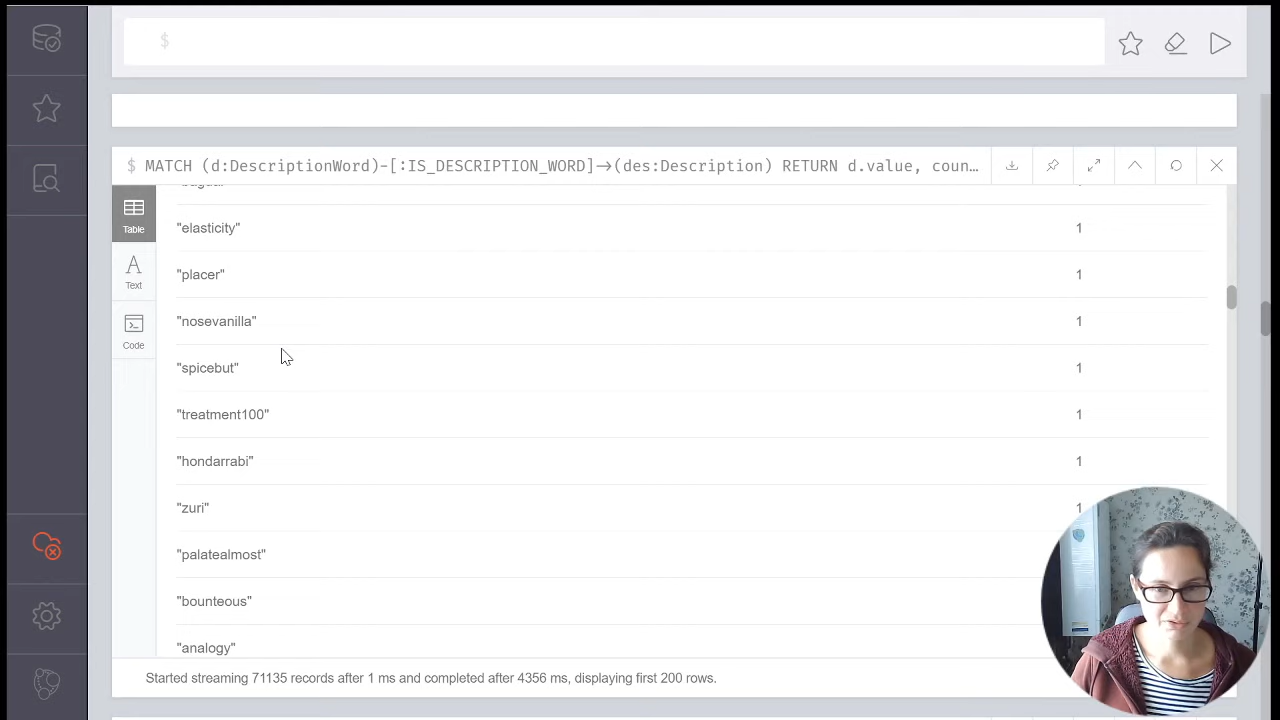 $
$ MATCH (d:DescriptionWord)-[:IS_DESCRIPTION_WORD]→(des:Description) RETURN d.value, coun…
Table
"elasticity" 1
"placer" 1
A
Text
"nosevanilla" 1
Code
"spicebut" 1
"treatment100" 1
"hondarrabi" 1
"zuri" 1
"palatealmost"
"bounteous"
"analogy"
Started streaming 71135 records after 1 ms and completed after 4356 ms, displaying first 200 rows.